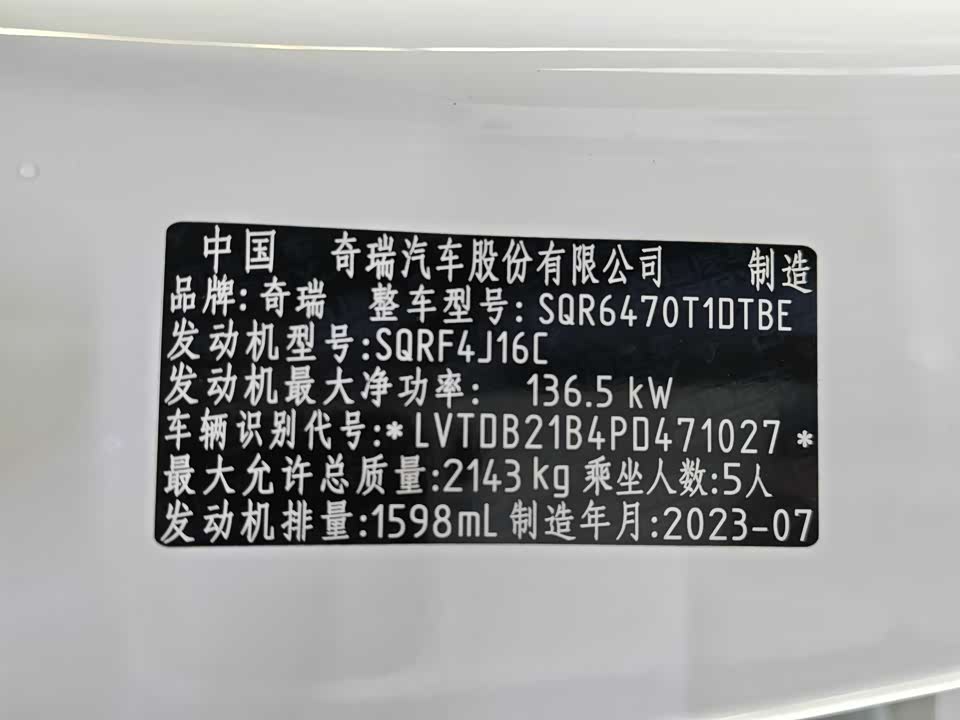 中国 奇瑞汽车股份有限公司 制造
品牌:奇瑞 整车型号:SQR6470T1DTBE
发动机型号:SQRF4J16C
发动机最大净功率: 136.5 kW
车辆识别代号:*LVTDB21B4PD471027*
最大允许总质量:2143kg 乘坐人数:5人
发动机排量:1598mL 制造年月:2023-07